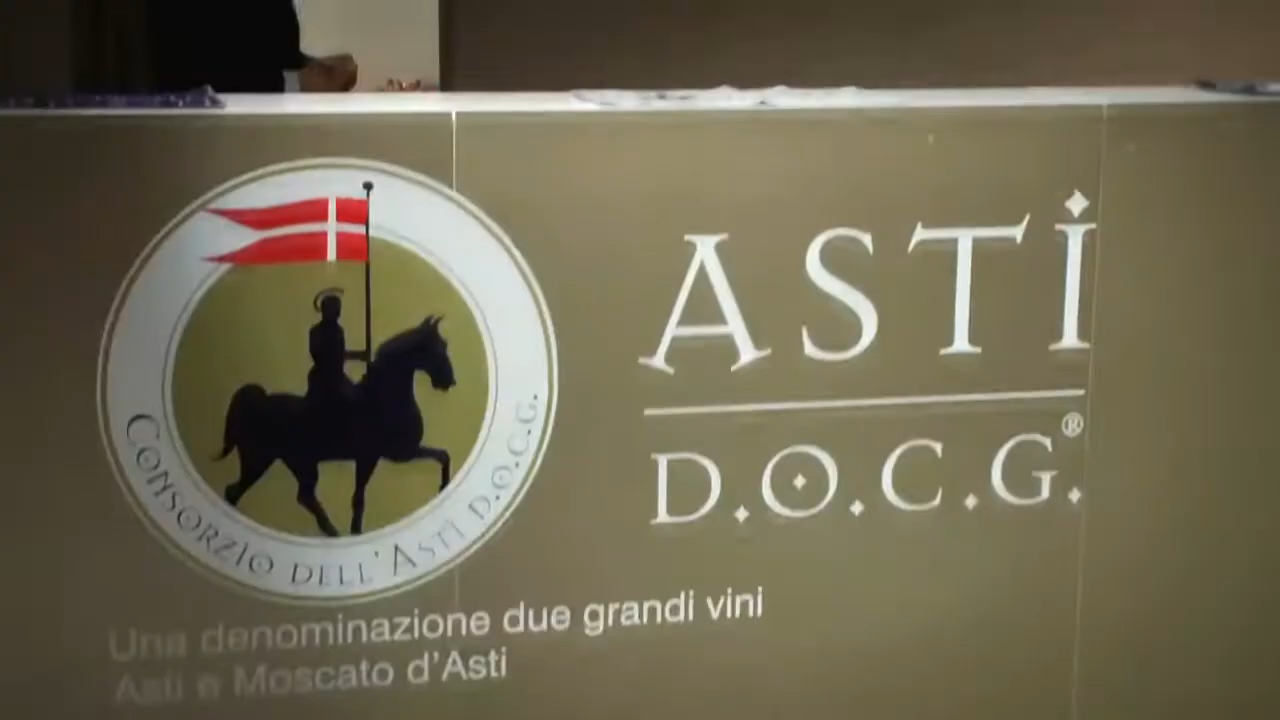 CONSORZIO DELL'ASTI D.O.C.G.
ASTI
D.O.C.G.®
Una denominazione due grandi vini
Asti e Moscato d'Asti